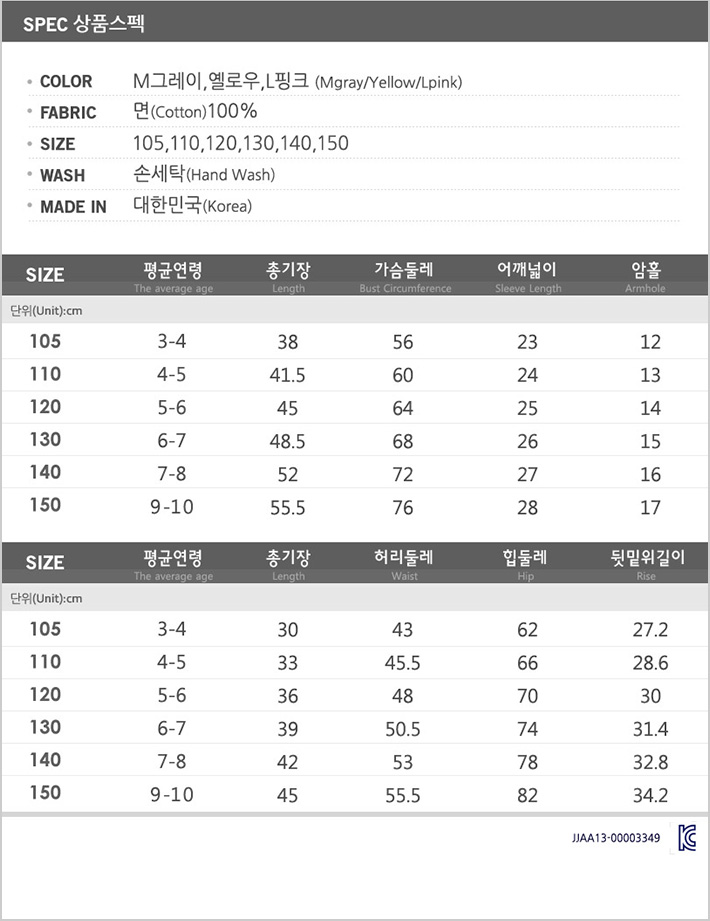 SPEC 상품스펙
• COLOR M그레이,옐로우,L핑크 (Mgray/Yellow/Lpink)
• FABRIC 면(Cotton)100%
• SIZE 105,110,120,130,140,150
• WASH 손세탁(Hand Wash)
• MADE IN 대한민국(Korea)
SIZE 평균연령 총기장 가슴둘레 어깨넓이 암홀
The average age Length Bust Circumference Sleeve Length Armhole
단위(Unit):cm
105 3-4 38 56 23 12
110 4-5 41.5 60 24 13
120 5-6 45 64 25 14
130 6-7 48.5 68 26 15
140 7-8 52 72 27 16
150 9-10 55.5 76 28 17
SIZE 평균연령 총기장 허리둘레 힙둘레 뒷밑위길이
The average age Length Waist Hip Rise
단위(Unit):cm
105 3-4 30 43 62 27.2
110 4-5 33 45.5 66 28.6
120 5-6 36 48 70 30
130 6-7 39 50.5 74 31.4
140 7-8 42 53 78 32.8
150 9-10 45 55.5 82 34.2
JJAA13-00003349 KC